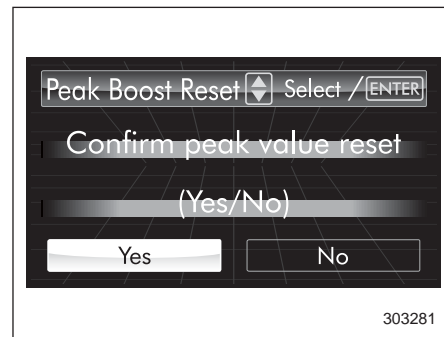 Peak Boost Reset Select / ENTER
Confirm peak value reset
(Yes/No)
Yes No
303281